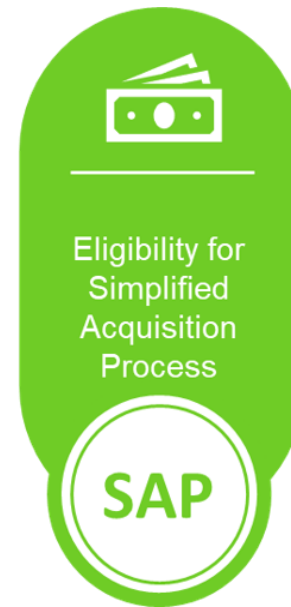 Eligibility for
Simplified
Acquisition
Process
SAP